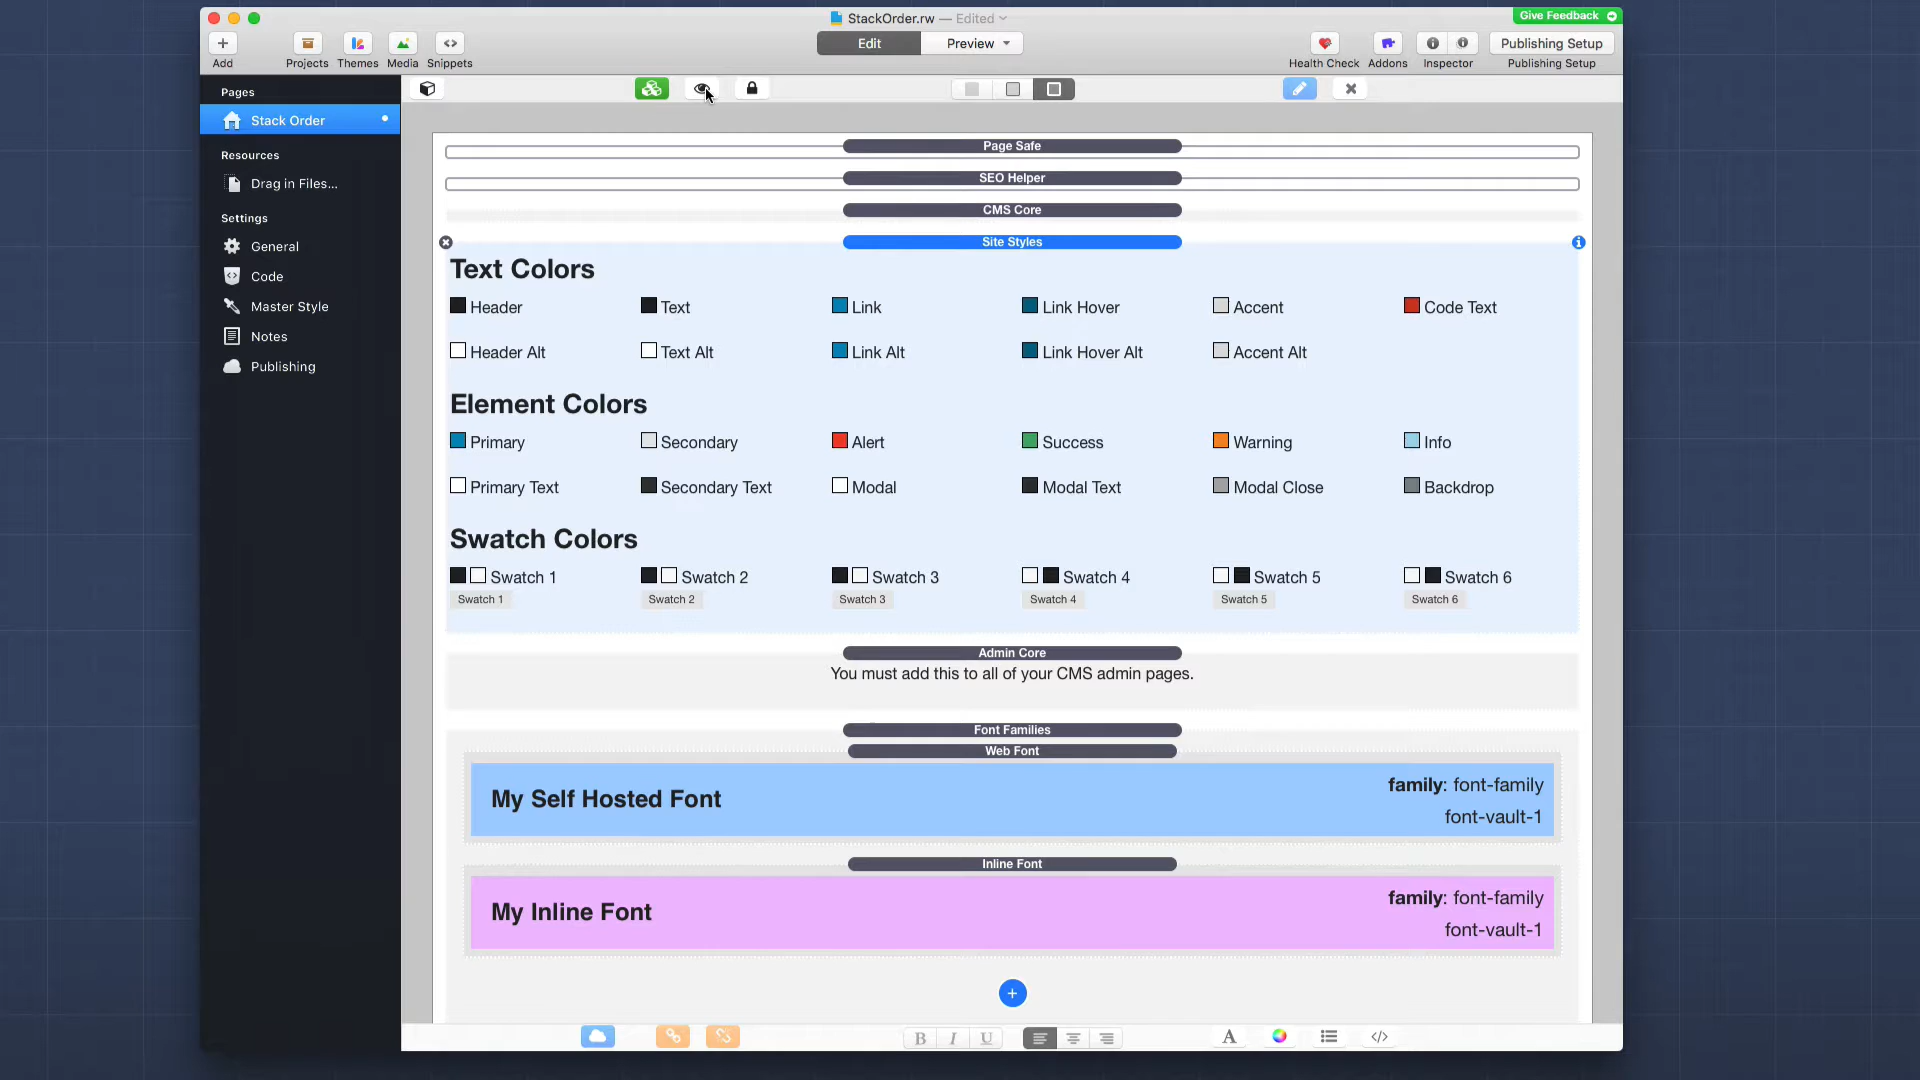 StackOrder.rw — Edited
Give Feedback
Add
Projects
Themes
Media
Snippets
Edit
Preview
Health Check
Addons
Inspector
Publishing Setup
Publishing Setup
Pages
Stack Order
Resources
Drag in Files...
Settings
General
Code
Master Style
Notes
Publishing
Page Safe
SEO Helper
CMS Core
Site Styles
Text Colors
Header Text Link Link Hover Accent Code Text
Header Alt Text Alt Link Alt Link Hover Alt Accent Alt
Element Colors
Primary Secondary Alert Success Warning Info
Primary Text Secondary Text Modal Modal Text Modal Close Backdrop
Swatch Colors
Swatch 1 Swatch 2 Swatch 3 Swatch 4 Swatch 5 Swatch 6
Swatch 1 Swatch 2 Swatch 3 Swatch 4 Swatch 5 Swatch 6
Admin Core
You must add this to all of your CMS admin pages.
Font Families
Web Font
My Self Hosted Font
family: font-family
font-vault-1
Inline Font
My Inline Font
family: font-family
font-vault-1
B I U
A